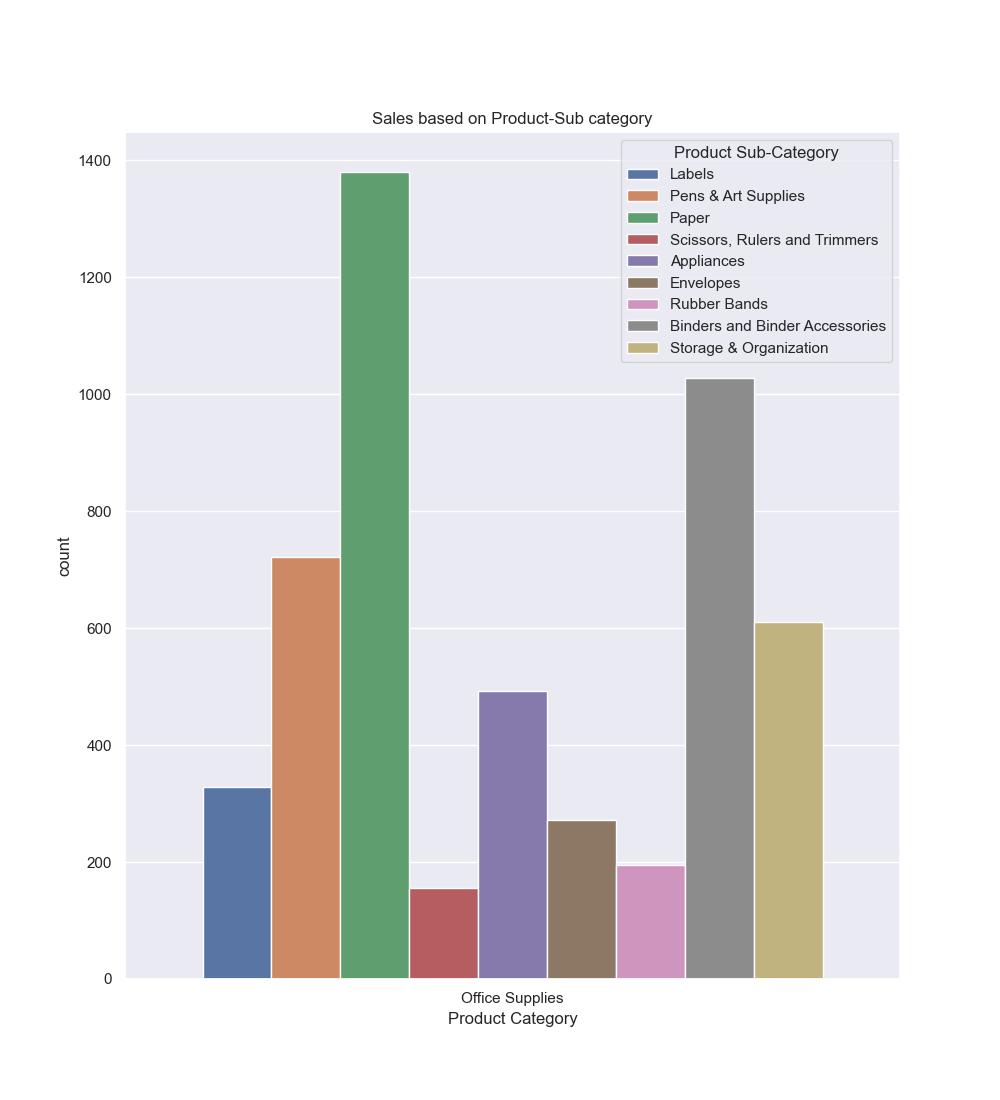 Sales based on Product-Sub category
Product Sub-Category
Labels
Pens & Art Supplies
Paper
Scissors, Rulers and Trimmers
Appliances
Envelopes
Rubber Bands
Binders and Binder Accessories
Storage & Organization
count
1400
1200
1000
800
600
400
200
0
Office Supplies
Product Category